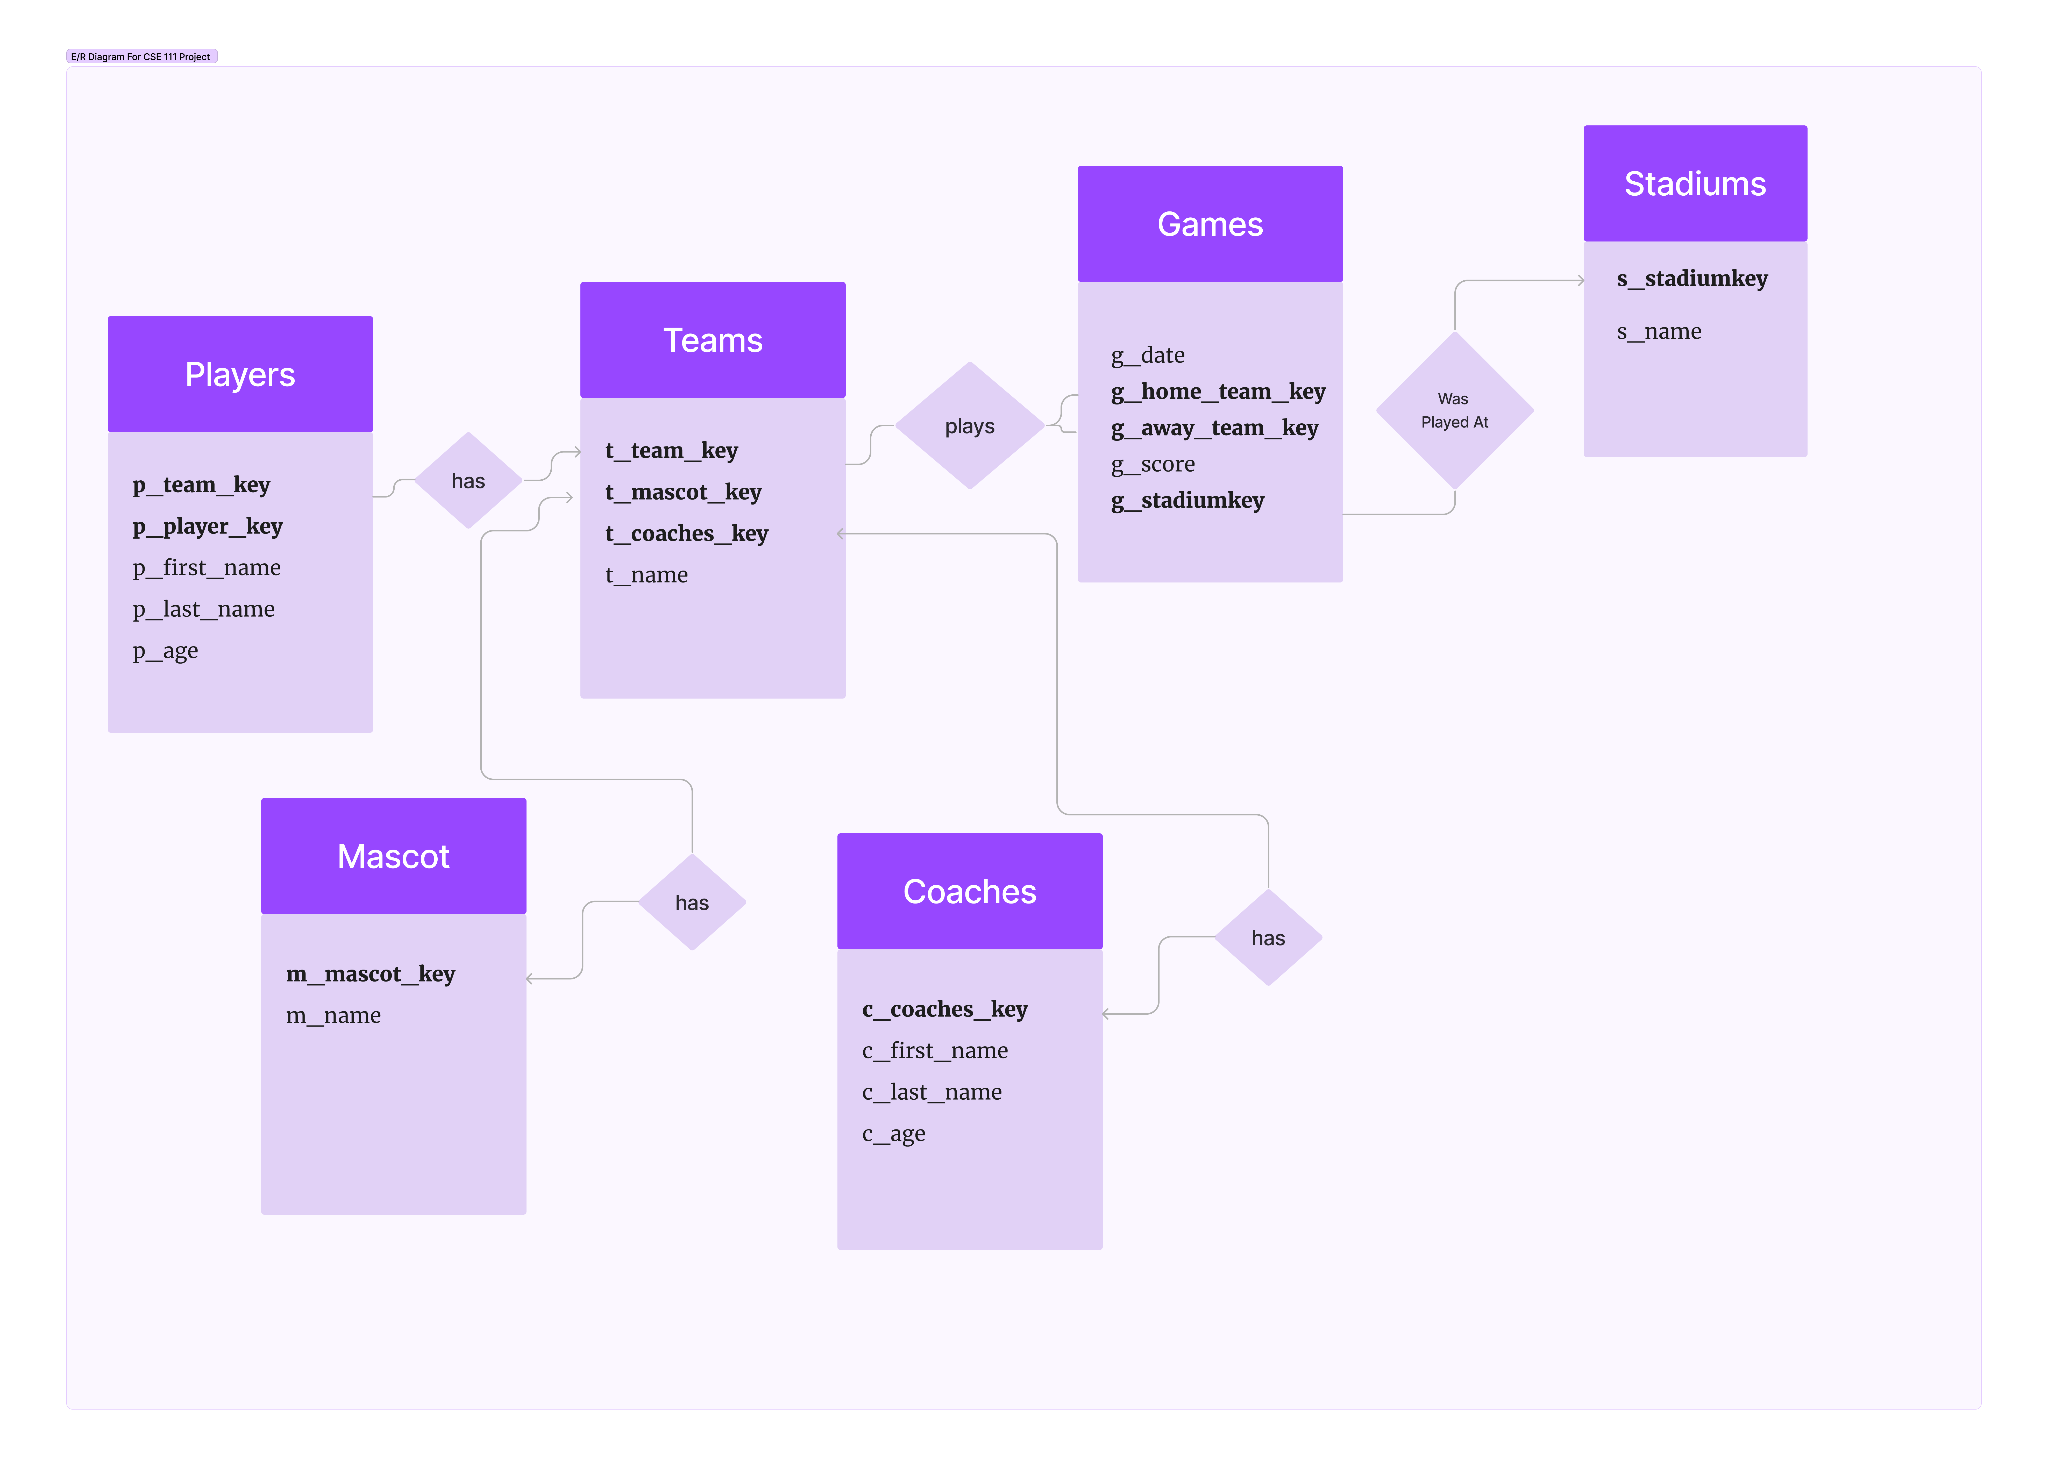 E/R Diagram For CSE 111 Project
Players
p_team_key
p_player_key
p_first_name
p_last_name
p_age
has
Teams
t_team_key
t_mascot_key
t_coaches_key
t_name
plays
Games
g_date
g_home_team_key
g_away_team_key
g_score
g_stadiumkey
Was
Played At
Stadiums
s_stadiumkey
s_name
Mascot
m_mascot_key
m_name
has
Coaches
c_coaches_key
c_first_name
c_last_name
c_age
has